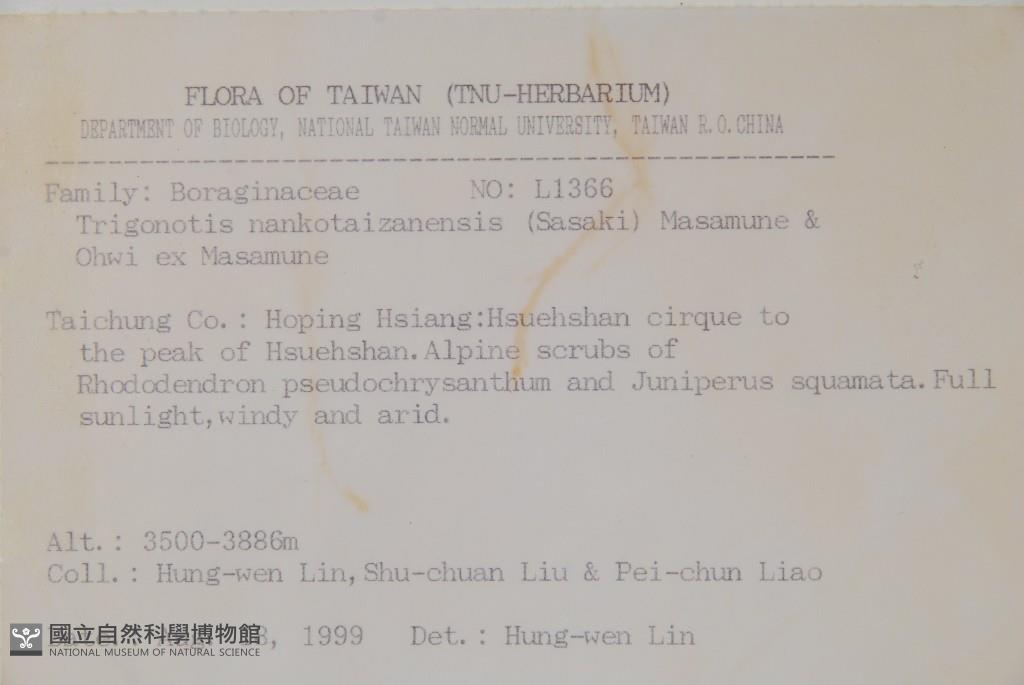 FLORA OF TAIWAN (TNU-HERBARIUM)
DEPARTMENT OF BIOLOGY, NATIONAL TAIWAN NORMAL UNIVERSITY, TAIWAN R.O.CHINA
Family: Boraginaceae NO: L1366
Trigonotis nankotaizanensis (Sasaki) Masamune &
Ohwi ex Masamune
Taichung Co.: Hoping Hsiang:Hsuehshan cirque to
the peak of Hsuehshan.Alpine scrubs of
Rhododendron pseudochrysanthum and Juniperus squamata.Full
sunlight,windy and arid.
Alt.: 3500-3886m
Coll.: Hung-wen Lin,Shu-chuan Liu & Pei-chun Liao
1999 Det.: Hung-wen Lin
國立自然科學博物館
NATIONAL MUSEUM OF NATURAL SCIENCE